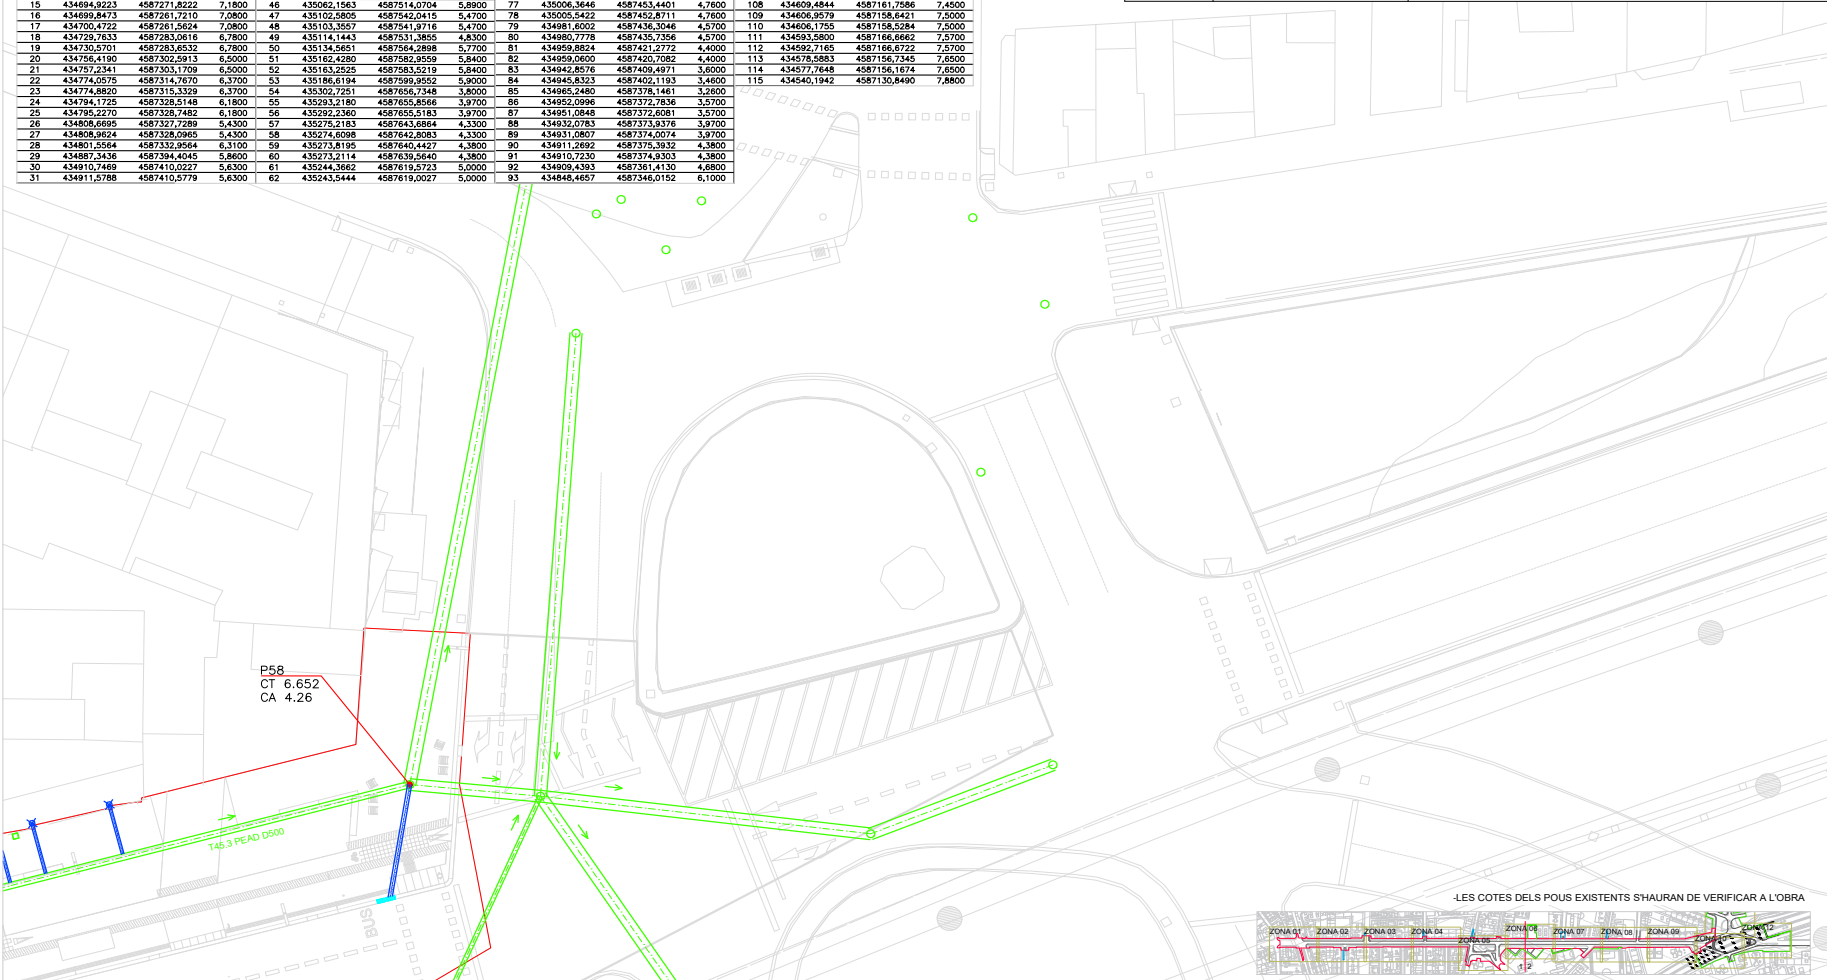 15 434694,9223 4587271,8222 7,1800 46 435062,1563 4587514,0704 5,8900 77 435006,3646 4587453,4401 4,7600 108 434609,4844 4587161,7586 7,4500
16 434699,8473 4587261,7210 7,0800 47 435102,5805 4587542,0415 5,4700 78 435005,5422 4587452,8711 4,7600 109 434606,9579 4587158,6421 7,5000
17 434700,4722 4587261,5624 7,0800 48 435103,3557 4587541,9716 5,4700 79 434981,6002 4587436,3046 4,5700 110 434606,1755 4587158,5284 7,5000
18 434729,7633 4587283,0616 6,7800 49 435114,1443 4587531,3855 4,8300 80 434980,7778 4587435,7356 4,5700 111 434593,5800 4587166,6662 7,5700
19 434730,5701 4587283,6532 6,7800 50 435134,5651 4587564,2898 5,7700 81 434959,8824 4587421,2772 4,4000 112 434592,7165 4587166,6722 7,5700
20 434756,4190 4587302,5913 6,5000 51 435162,4280 4587582,9559 5,8400 82 434959,0600 4587420,7082 4,4000 113 434578,5883 4587156,7345 7,6500
21 434757,2341 4587303,1709 6,5000 52 435163,2525 4587583,5219 5,8400 83 434942,8576 4587409,4971 3,6000 114 434577,7648 4587156,1674 7,6500
22 434774,0575 4587314,7670 6,3700 53 435186,6194 4587599,9552 5,9000 84 434945,8323 4587402,1193 3,4600 115 434540,1942 4587130,8490 7,8800
23 434774,8820 4587315,3329 6,3700 54 435302,7251 4587656,7348 3,8000 85 434965,2480 4587378,1461 3,2600
24 434794,1725 4587328,5148 6,1800 55 435293,2180 4587655,8566 3,9700 86 434952,0996 4587372,7836 3,5700
25 434795,2270 4587328,7482 6,1800 56 435292,2360 4587655,5183 3,9700 87 434951,0848 4587372,6081 3,5700
26 434808,6695 4587327,7289 5,4300 57 435275,2183 4587643,6864 4,3300 88 434932,0783 4587373,9376 3,9700
27 434808,9624 4587328,0965 5,4300 58 435274,6098 4587642,8083 4,3300 89 434931,0807 4587374,0074 3,9700
28 434801,5564 4587332,9564 6,3100 59 435273,8195 4587640,4427 4,3800 90 434911,2692 4587375,3932 4,3800
29 434887,3436 4587394,4045 5,8600 60 435273,2114 4587639,5640 4,3800 91 434910,7230 4587374,9303 4,3800
30 434910,7469 4587410,0227 5,6300 61 435244,3662 4587619,5723 5,0000 92 434909,4393 4587361,4130 4,6800
31 434911,5788 4587410,5779 5,6300 62 435243,5444 4587619,0027 5,0000 93 434848,4657 4587346,0152 6,1000
P58
CT 6.652
CA 4.26
T45.3 PEAD D500
BUS
-LES COTES DELS POUS EXISTENTS S'HAURAN DE VERIFICAR A L'OBRA
ZONA 01 ZONA 02 ZONA 03 ZONA 04 ZONA 05 ZONA 06 ZONA 07 ZONA 08 ZONA 09